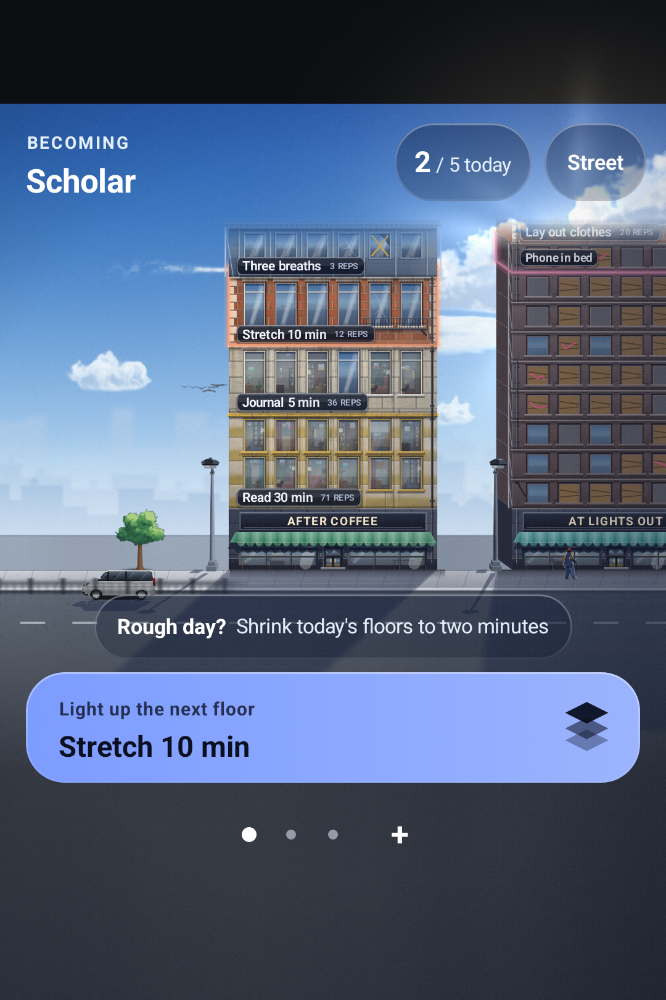 BECOMING
Scholar
2 / 5 today
Street
Three breaths 3 REPS
Stretch 10 min 12 REPS
Journal 5 min 36 REPS
Read 30 min 71 REPS
AFTER COFFEE
Lay out clothes 20 REPS
Phone in bed
AT LIGHTS OUT
Rough day? Shrink today's floors to two minutes
Light up the next floor
Stretch 10 min
+